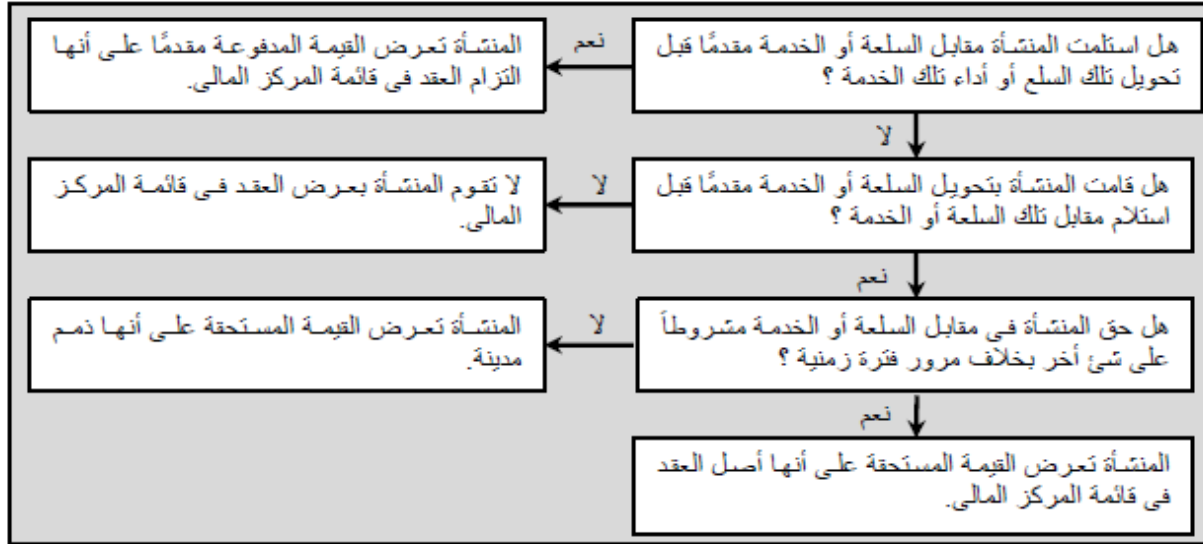 هل استلمت المنشأة مقابل السلعة أو الخدمة مقدمًا قبل
تحويل تلك السلع أو أداء تلك الخدمة ؟
نعم
المنشأة تعرض القيمة المدفوعة مقدمًا على أنها
التزام العقد فى قائمة المركز المالى.
لا
هل قامت المنشأة بتحويل السلعة أو الخدمة مقدمًا قبل
استلام مقابل تلك السلعة أو الخدمة ؟
لا
لا تقوم المنشأة بعرض العقد فى قائمة المركز
المالى.
نعم
هل حق المنشأة فى مقابل السلعة أو الخدمة مشروطاً
على شئ أخر بخلاف مرور فترة زمنية ؟
لا
المنشأة تعرض القيمة المستحقة على أنها ذمم
مدينة.
نعم
المنشأة تعرض القيمة المستحقة على أنها أصل العقد
فى قائمة المركز المالى.